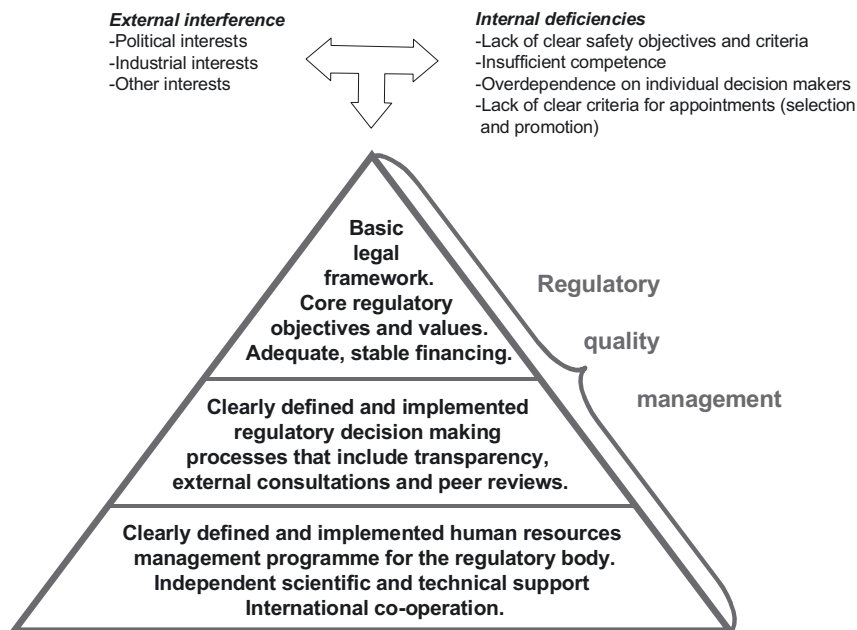 External interference
-Political interests
-Industrial interests
-Other interests
Internal deficiencies
-Lack of clear safety objectives and criteria
-Insufficient competence
-Overdependence on individual decision makers
-Lack of clear criteria for appointments (selection
and promotion)
Basic
legal
framework.
Core regulatory
objectives and values.
Adequate, stable financing.
Regulatory
quality
management
Clearly defined and implemented
regulatory decision making
processes that include transparency,
external consultations and peer reviews.
Clearly defined and implemented human resources
management programme for the regulatory body.
Independent scientific and technical support
International co-operation.